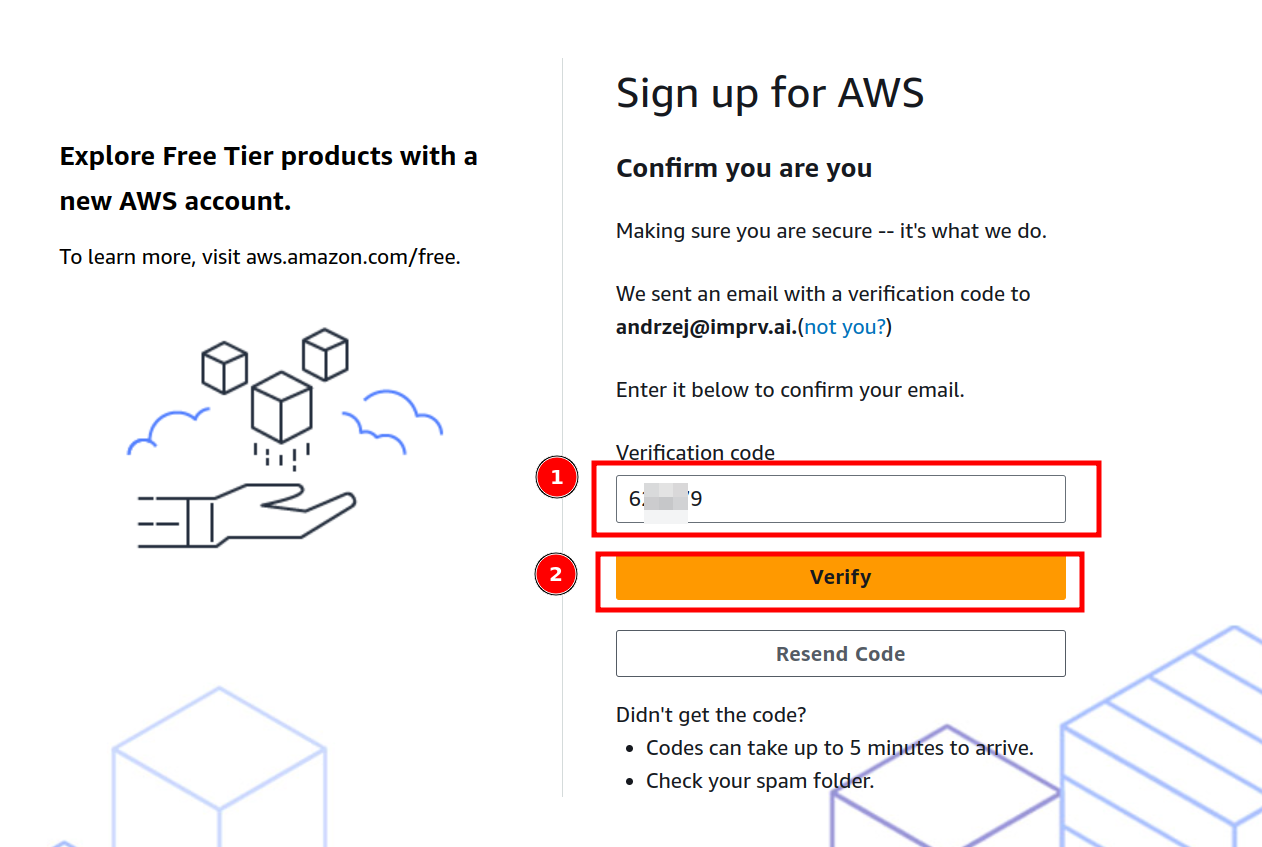 Explore Free Tier products with a
new AWS account.
To learn more, visit aws.amazon.com/free.
Sign up for AWS
Confirm you are you
Making sure you are secure -- it's what we do.
We sent an email with a verification code to
andrzej@imprv.ai.(not you?)
Enter it below to confirm your email.
Verification code
1
2
Verify
Resend Code
Didn't get the code?
• Codes can take up to 5 minutes to arrive.
• Check your spam folder.